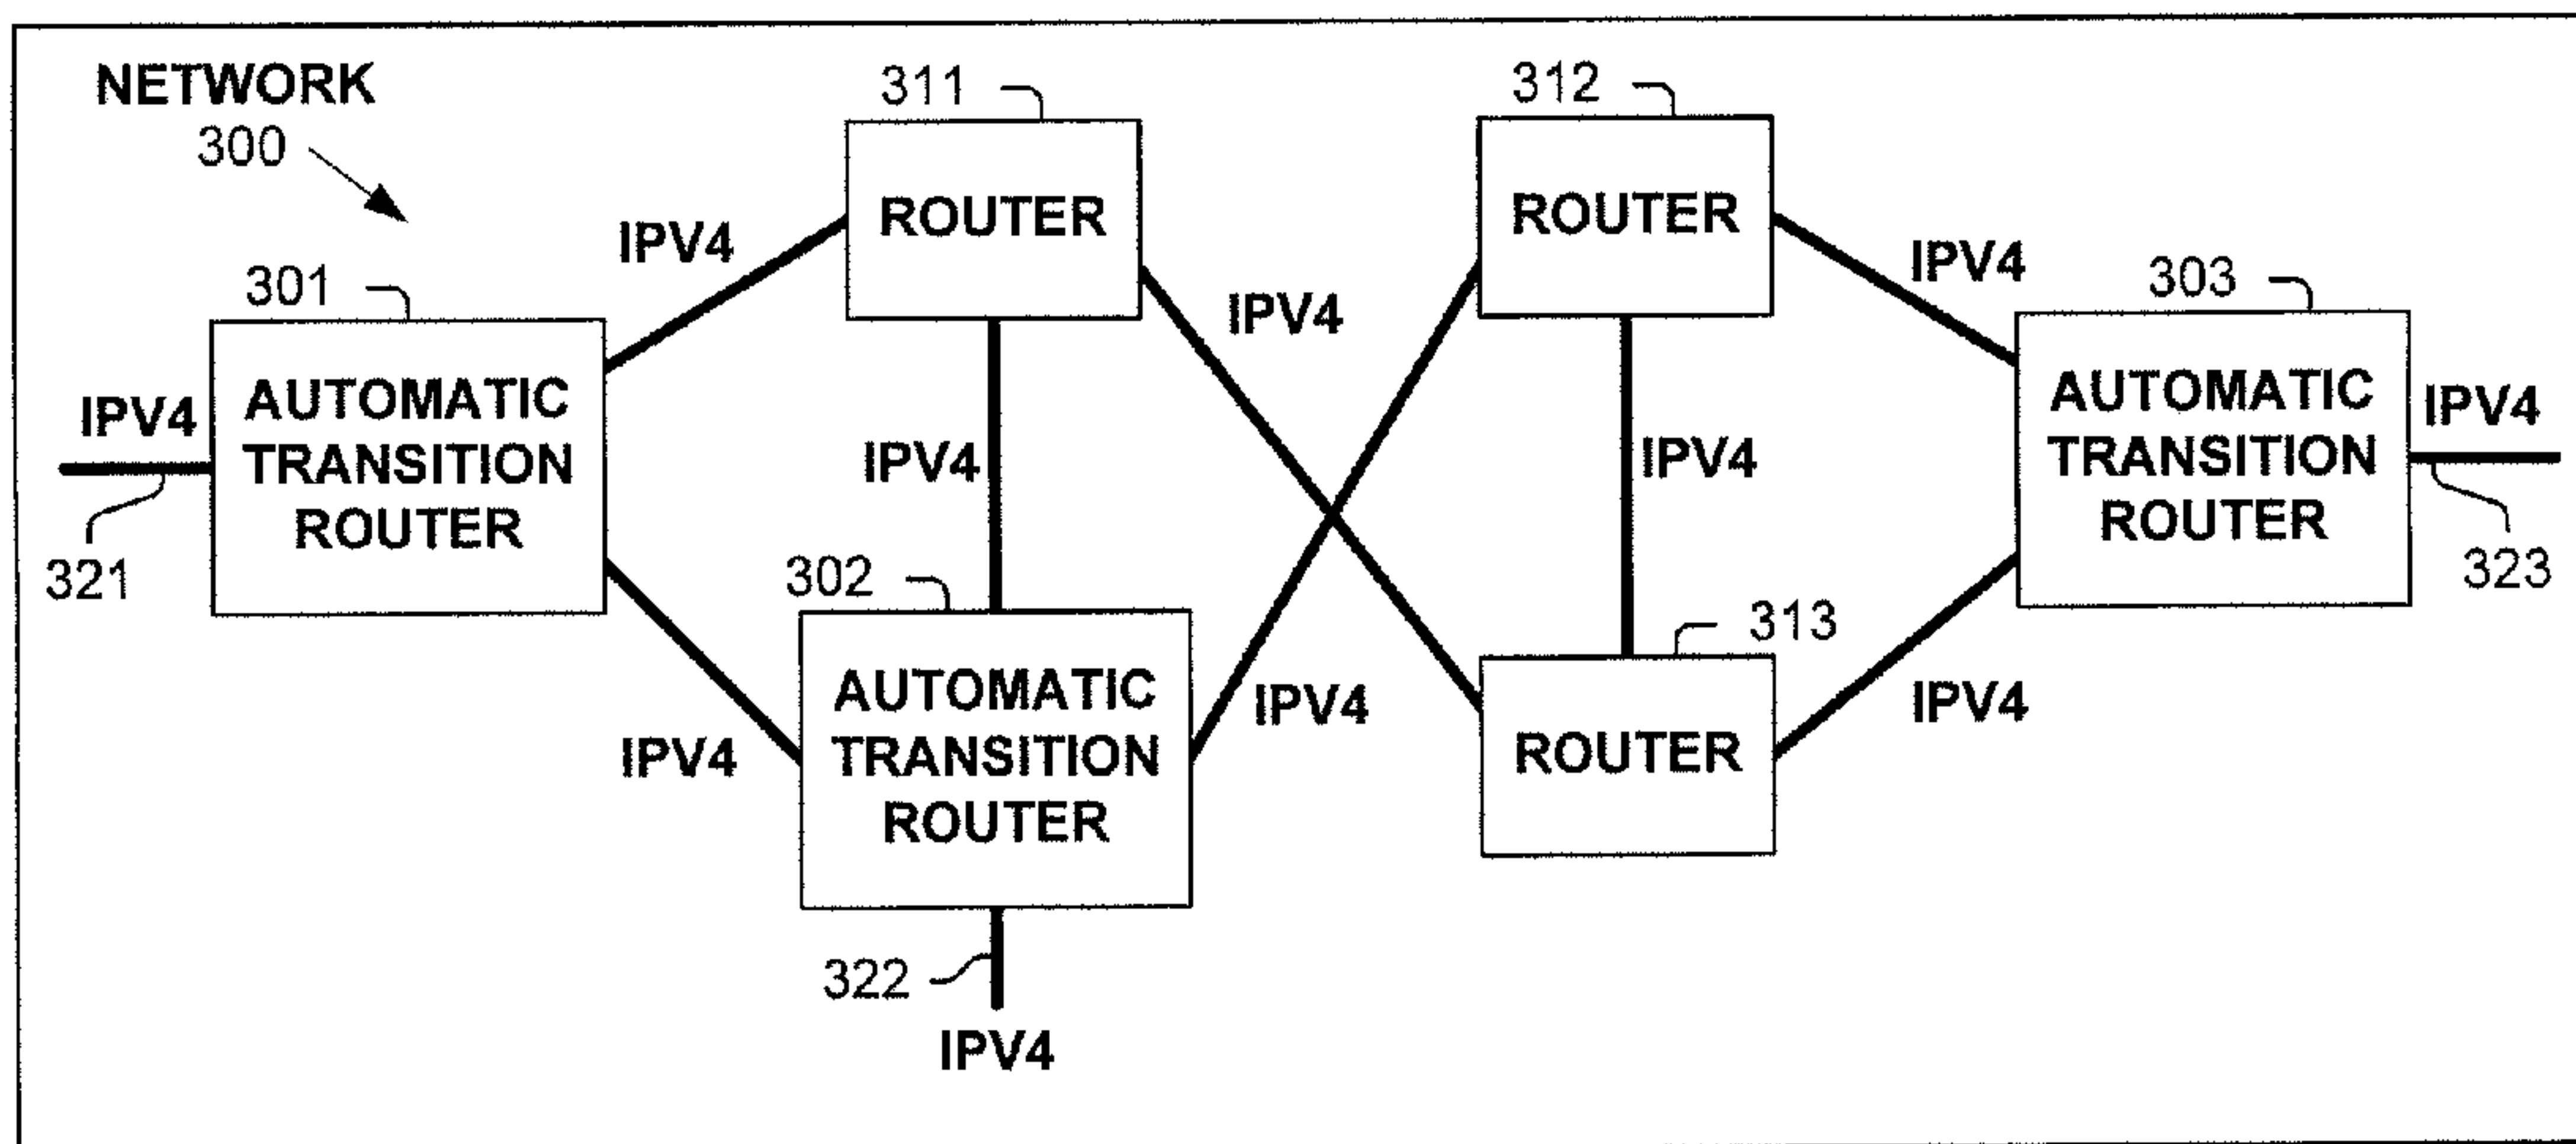 NETWORK
300
311
312
ROUTER
ROUTER
IPV4
IPV4
301
303
IPV4
IPV4
AUTOMATIC
TRANSITION
ROUTER
AUTOMATIC
TRANSITION
ROUTER
IPV4
IPV4
IPV4
IPV4
321
323
302
313
AUTOMATIC
TRANSITION
ROUTER
ROUTER
IPV4
IPV4
IPV4
322
IPV4